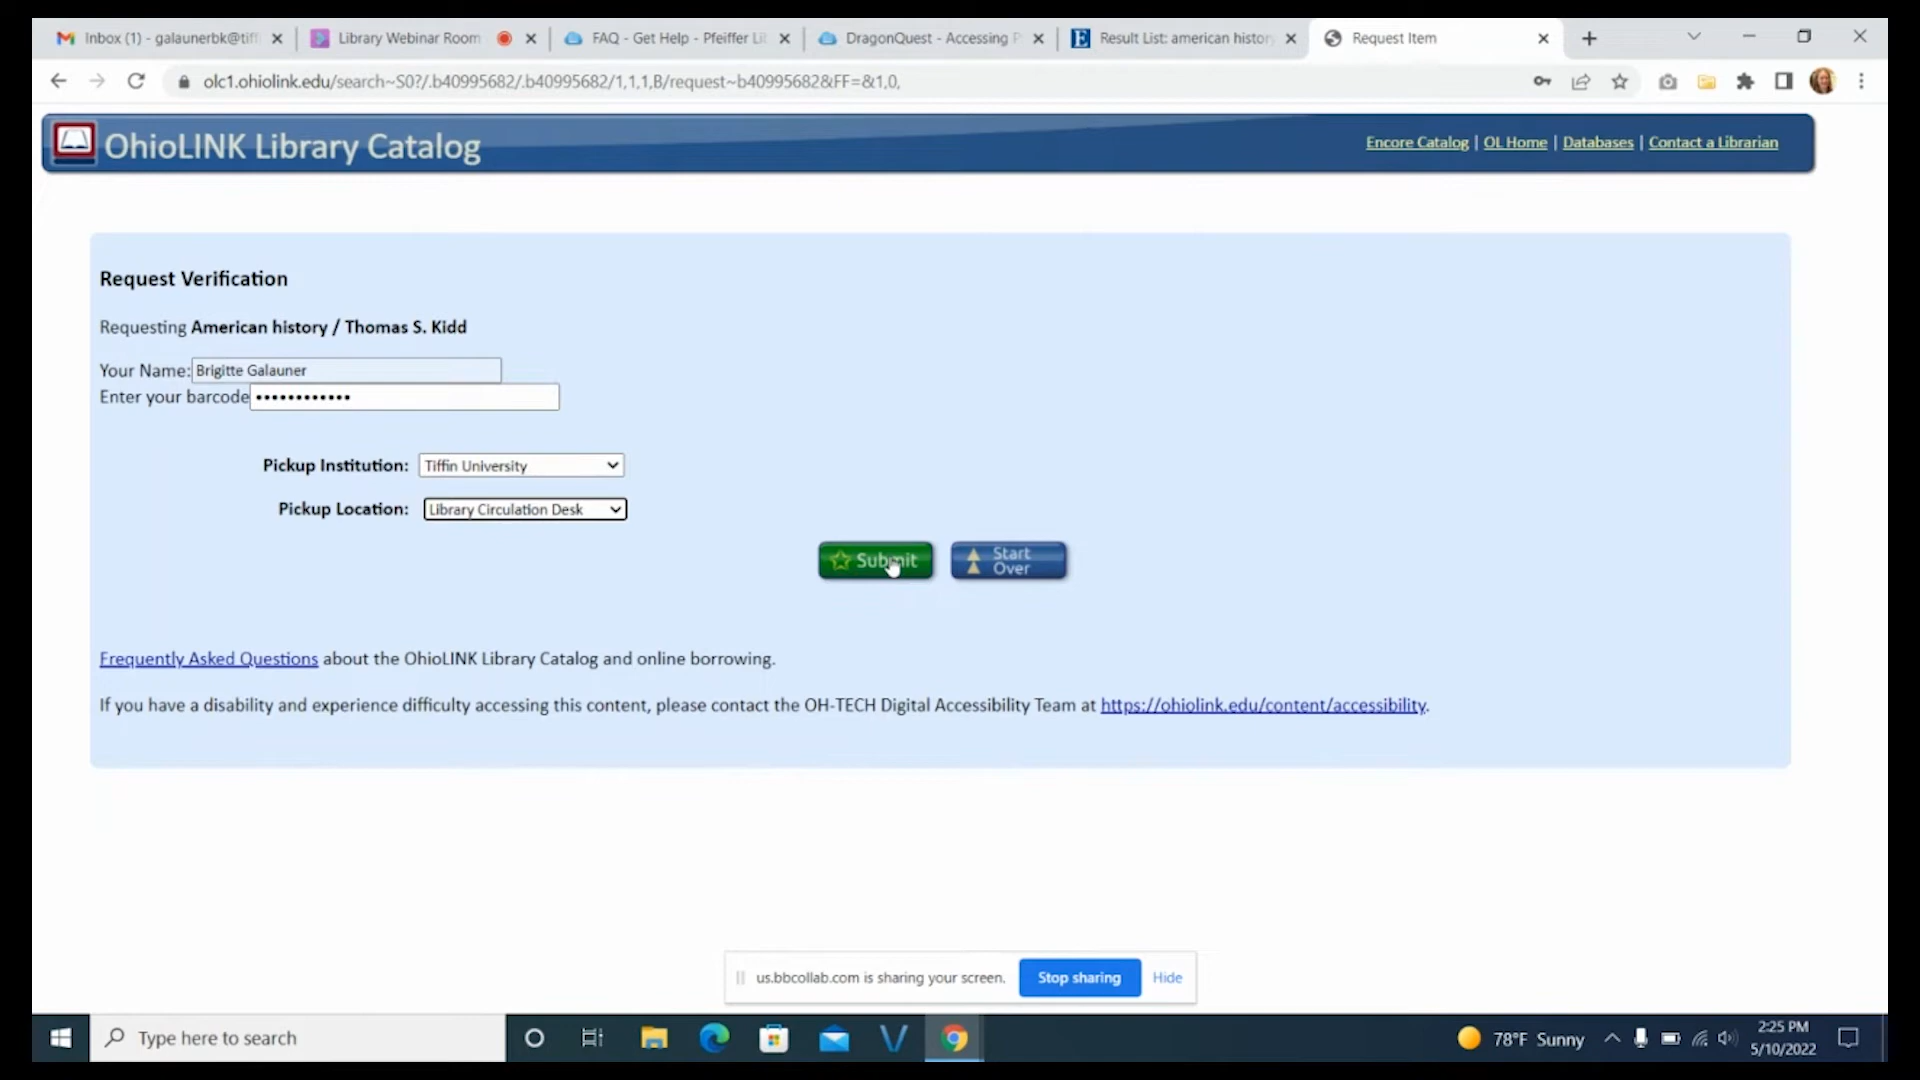 Inbox (1) - galaunerbk@tiff
Library Webinar Room
FAQ - Get Help - Pfeiffer Li
DragonQuest - Accessing P
Result List: american history
Request Item
olc1.ohiolink.edu/search~S0?/.b40995682/.b40995682/1,1,1,B/request~b40995682&FF=&1,0,
OhioLINK Library Catalog
Encore Catalog | OL Home | Databases | Contact a Librarian
Request Verification
Requesting American history / Thomas S. Kidd
Your Name: Brigitte Galauner
Enter your barcode ••••••••••••
Pickup Institution: Tiffin University
Pickup Location: Library Circulation Desk
Submit
Start Over
Frequently Asked Questions about the OhioLINK Library Catalog and online borrowing.
If you have a disability and experience difficulty accessing this content, please contact the OH-TECH Digital Accessibility Team at https://ohiolink.edu/content/accessibility.
us.bbcollab.com is sharing your screen.
Stop sharing
Hide
Type here to search
78°F Sunny
2:25 PM
5/10/2022